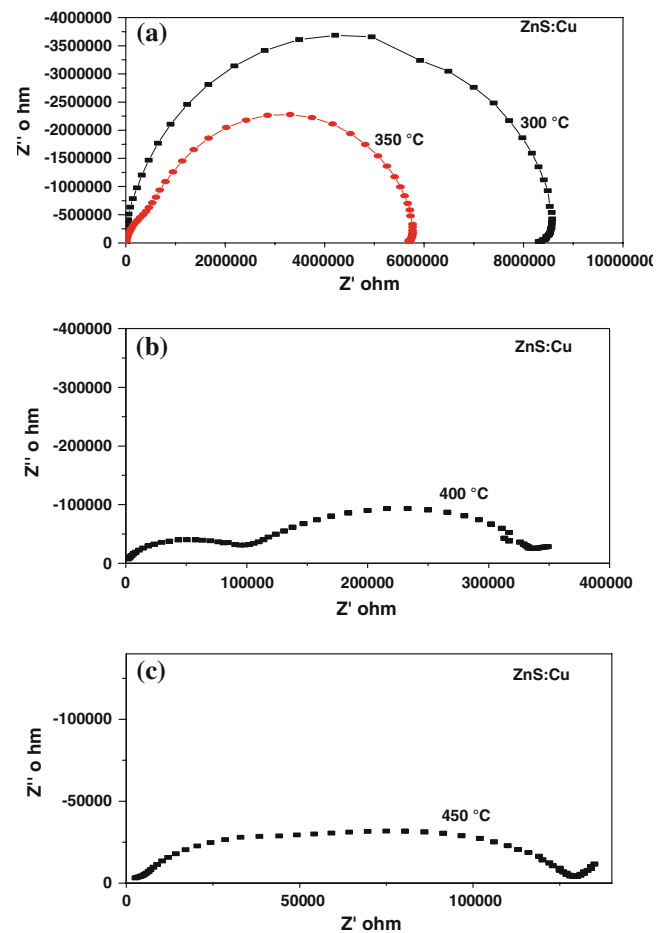 (a)
ZnS:Cu
-4000000
-3500000
-3000000
-2500000
-2000000
-1500000
-1000000
-500000
0
Z'' o hm
300 °C
350 °C
0 2000000 4000000 6000000 8000000 10000000
Z' ohm
(b)
ZnS:Cu
-400000
-300000
-200000
-100000
0
Z'' o hm
400 °C
0 100000 200000 300000 400000
Z' ohm
(c)
ZnS:Cu
-100000
-50000
0
Z'' o hm
450 °C
0 50000 100000
Z' ohm